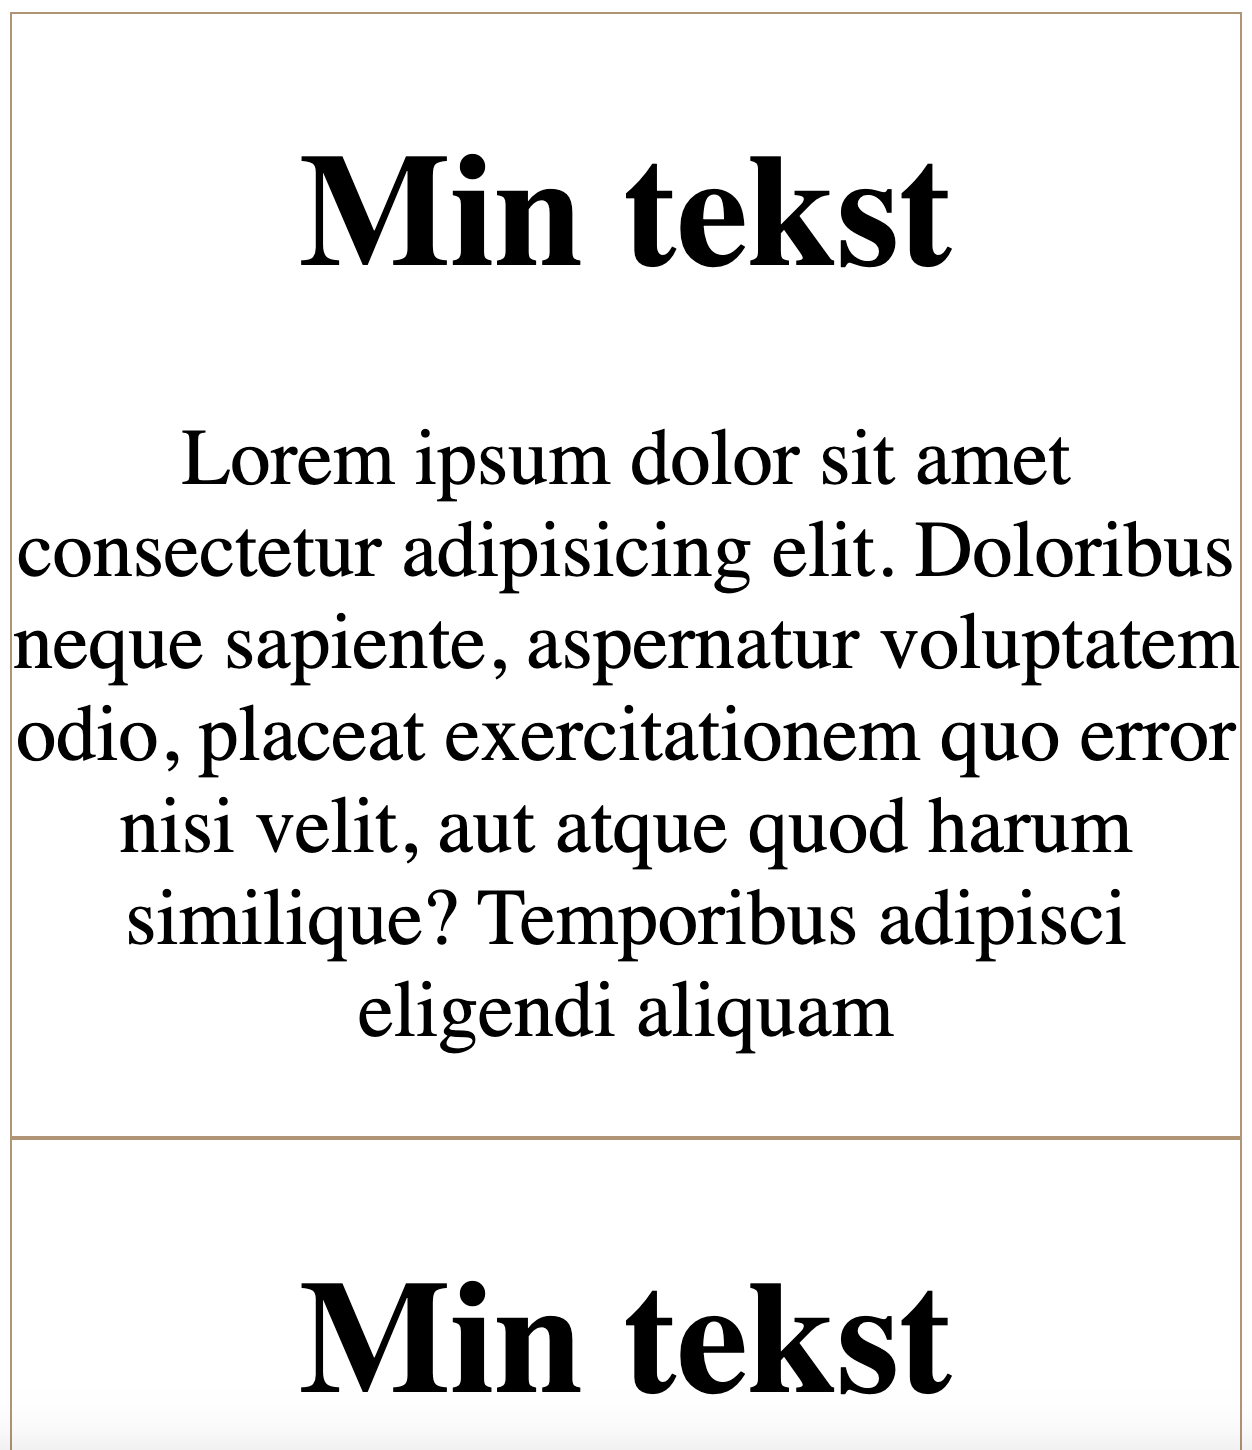 Min tekst
Lorem ipsum dolor sit amet
consectetur adipisicing elit. Doloribus
neque sapiente, aspernatur voluptatem
odio, placeat exercitationem quo error
nisi velit, aut atque quod harum
similique? Temporibus adipisci
eligendi aliquam
Min tekst